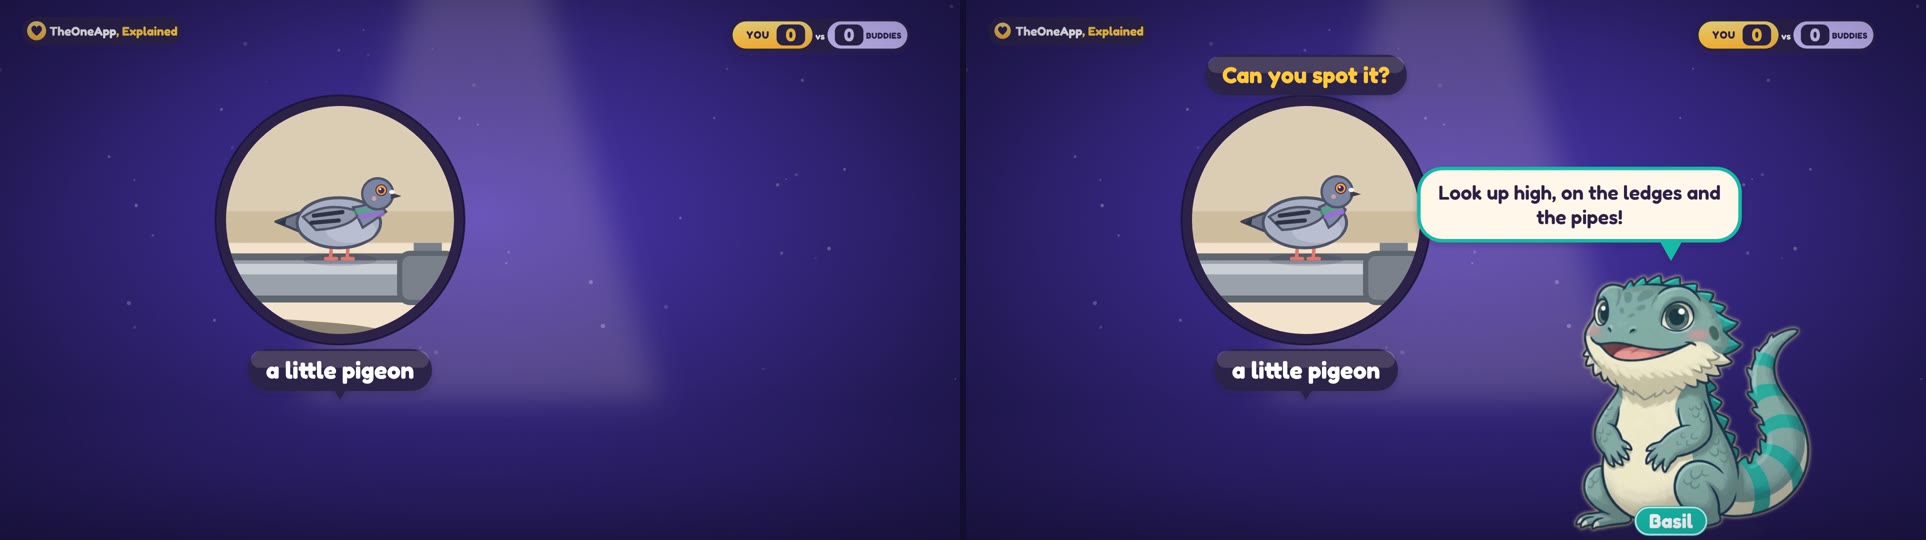 TheOneApp, Explained
YOU 0 vs 0 BUDDIES
a little pigeon
TheOneApp, Explained
YOU 0 vs 0 BUDDIES
Can you spot it?
Look up high, on the ledges and
the pipes!
a little pigeon
Basil